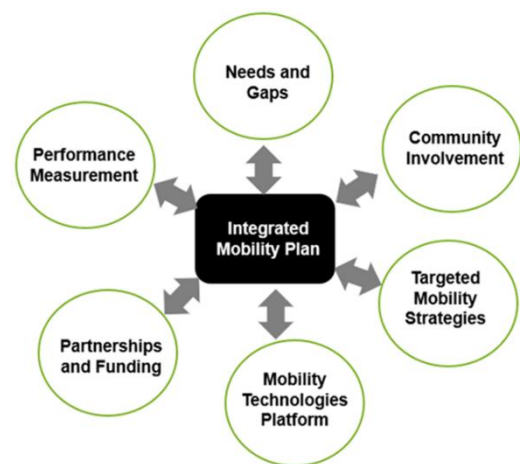 Needs and
Gaps
Community
Involvement
Targeted
Mobility
Strategies
Mobility
Technologies
Platform
Partnerships
and Funding
Performance
Measurement
Integrated
Mobility Plan